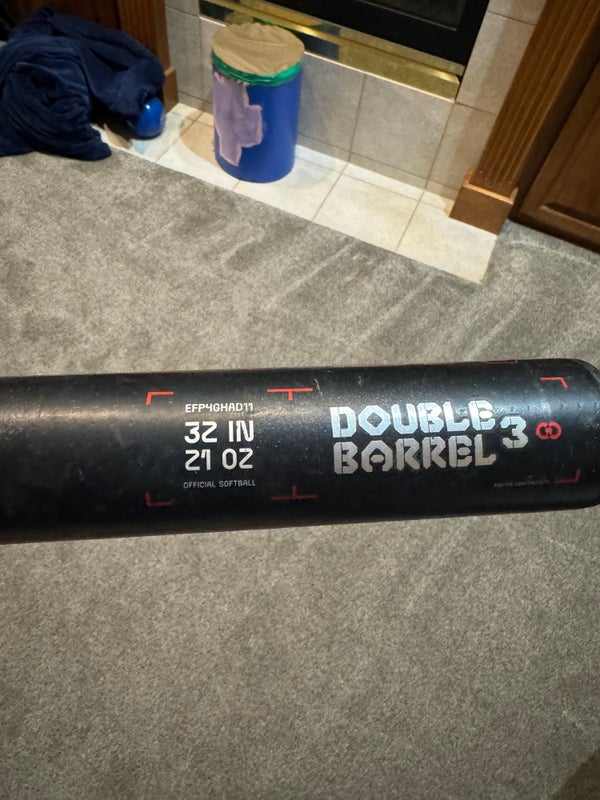 EFP4GHAD11
32 IN
21 OZ
OFFICIAL SOFTBALL
DOUBLE
BARREL 3